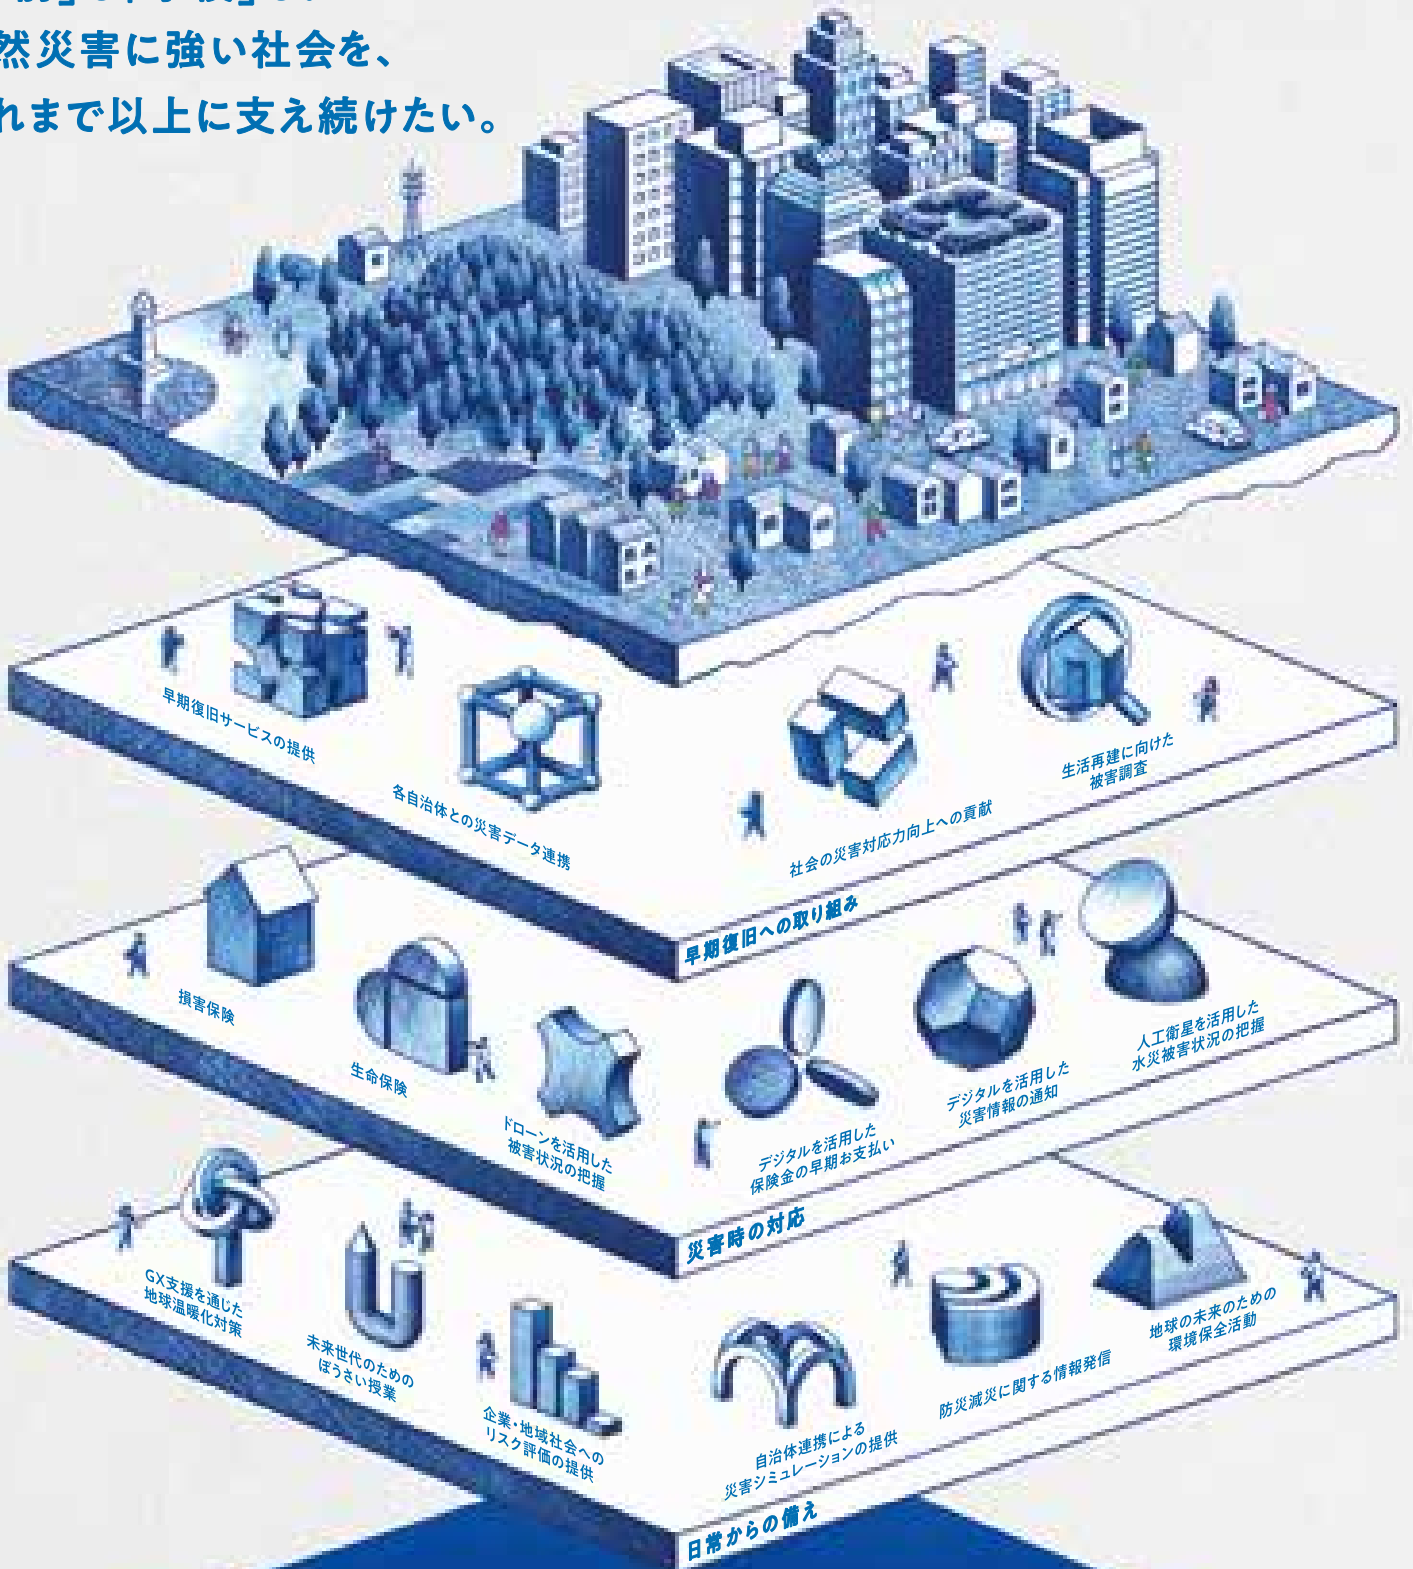 然災害に強い社会を、
れまで以上に支え続けたい。
早期復旧サービスの提供
各自治体との災害データ連携
社会の災害対応力向上への貢献
生活再建に向けた
被害調査
早期復旧への取り組み
損害保険
生命保険
ドローンを活用した
被害状況の把握
デジタルを活用した
保険金の早期お支払い
デジタルを活用した
災害情報の通知
人工衛星を活用した
水災被害状況の把握
災害時の対応
GX支援を通じた
地球温暖化対策
未来世代のための
ぼうさい授業
企業・地域社会への
リスク評価の提供
自治体連携による
災害シミュレーションの提供
防災減災に関する情報発信
地球の未来のための
環境保全活動
日常からの備え